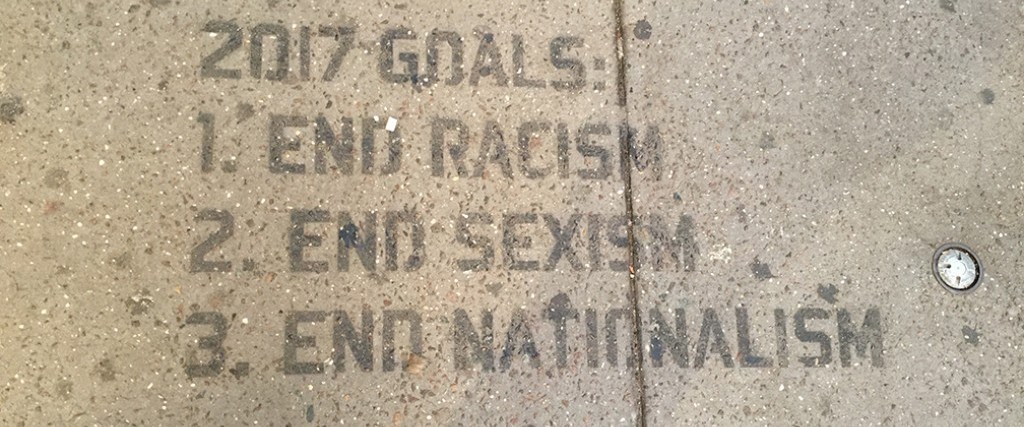 2017 GOALS:
1. END RACISM
2. END SEXISM
3. END NATIONALISM